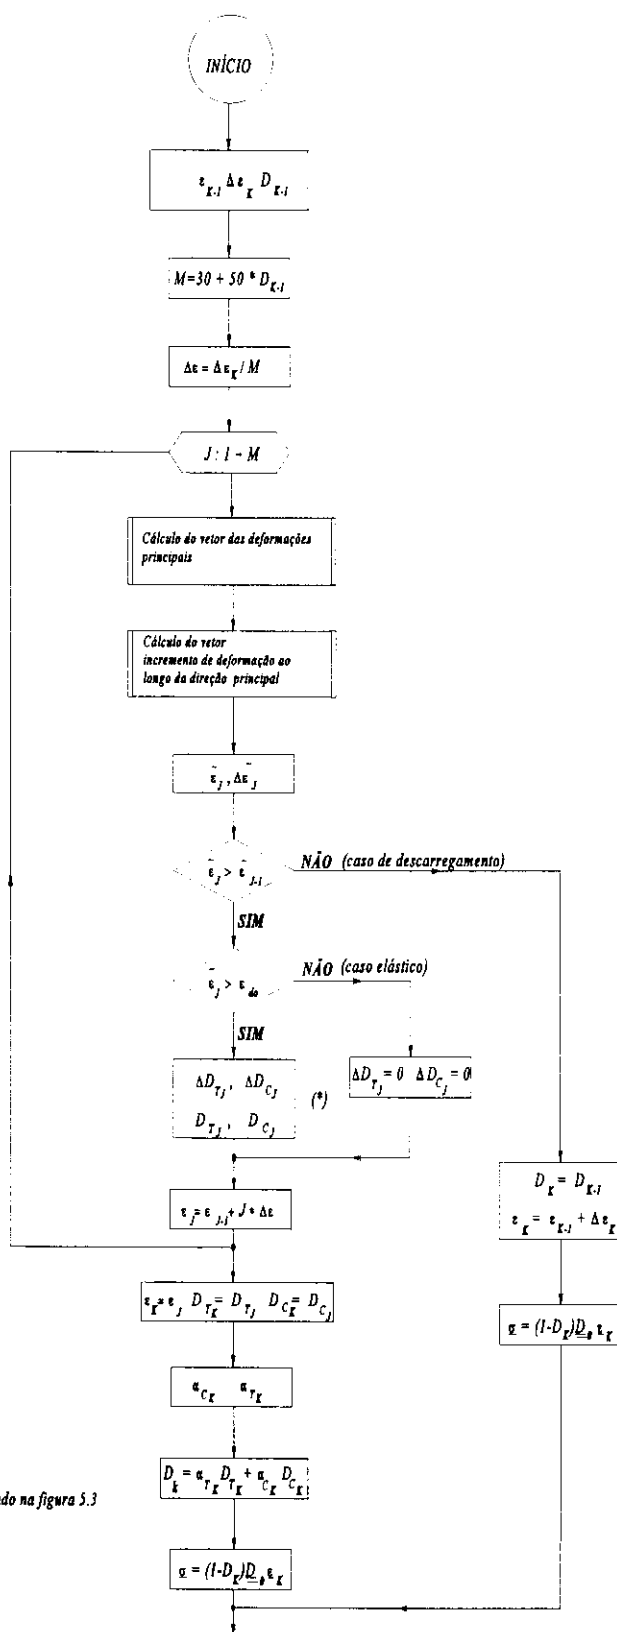 INÍCIO
ε_{K-1} Δε_K D_{K-1}
M=30 + 50 * D_{K-1}
Δε = Δε_K / M
J : 1 → M
Cálculo do vetor das deformações
principais
Cálculo do vetor
incremento de deformação ao
longo da direção principal
ε̃_J , Δε̃_J
ε̃_J > ε̃_{J-1}
NÃO (caso de descarregamento)
SIM
ε̃_J > ε_{do}
NÃO (caso elástico)
SIM
ΔD_{T_J} , ΔD_{C_J}
D_{T_J} , D_{C_J}
(*)
ΔD_{T_J} = 0 ΔD_{C_J} = 0
ε_J = ε_{J-1} + J * Δε
D_K = D_{K-1}
ε_K = ε_{K-1} + Δε_K
ε_K = ε_J D_{T_K} = D_{T_J} D_{C_K} = D_{C_J}
σ = (1-D_K)D_0 ε_K
α_{C_K} α_{T_K}
D_k = α_{T_K} D_{T_K} + α_{C_K} D_{C_K}
do na figura 5.3
σ = (1-D_K)D_0 ε_K